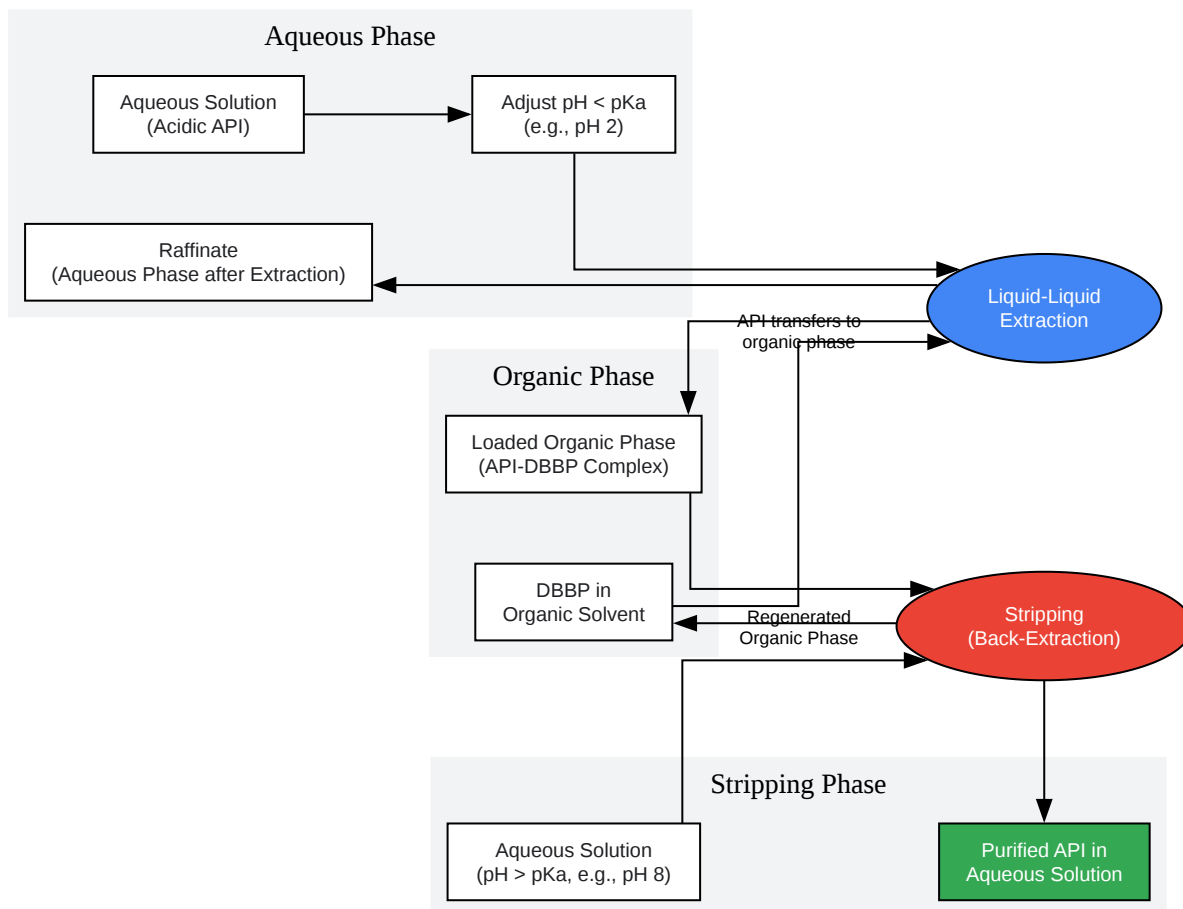 Aqueous Phase
Aqueous Solution
(Acidic API)
Adjust pH < pKa
(e.g., pH 2)
Raffinate
(Aqueous Phase after Extraction)
Liquid-Liquid
Extraction
API transfers to
organic phase
Organic Phase
Loaded Organic Phase
(API-DBBP Complex)
DBBP in
Organic Solvent
Regenerated
Organic Phase
Stripping
(Back-Extraction)
Stripping Phase
Aqueous Solution
(pH > pKa, e.g., pH 8)
Purified API in
Aqueous Solution